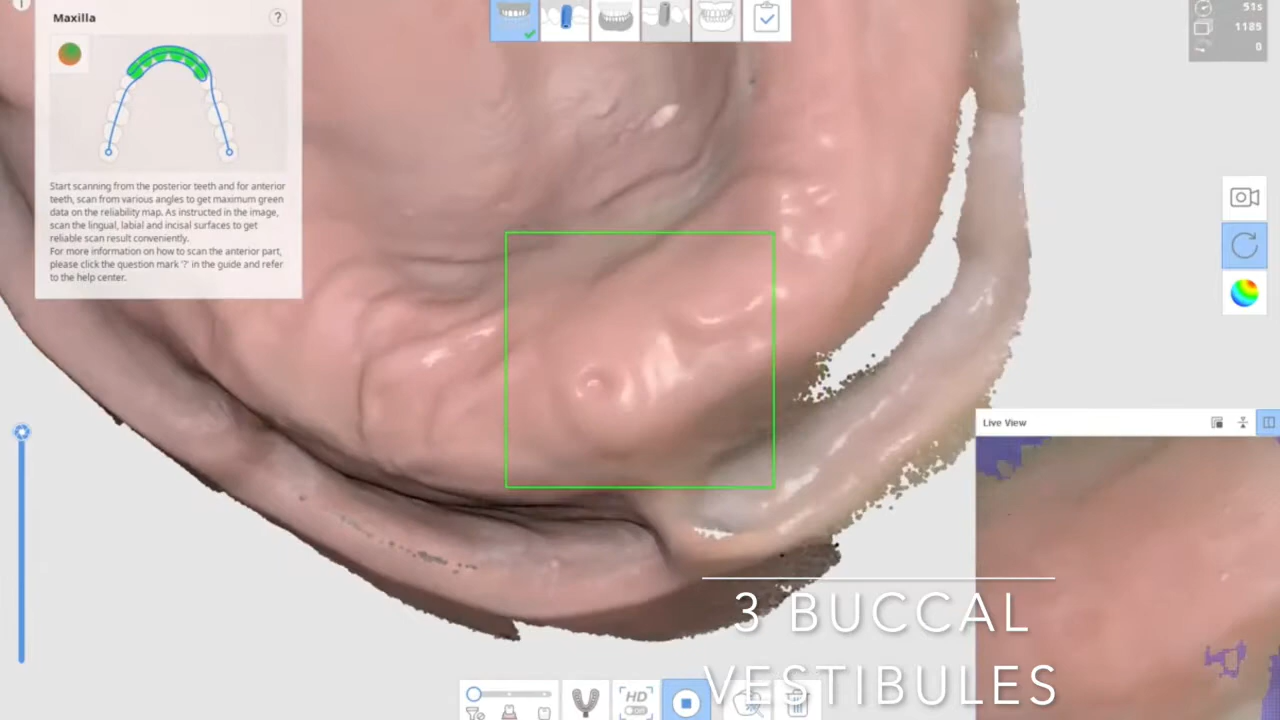 Maxilla
?
51s
1185
0
Start scanning from the posterior teeth and for anterior
teeth, scan from various angles to get maximum green
data on the reliability map. As instructed in the image,
scan the lingual, labial and incisal surfaces to get
reliable scan result conveniently.
For more information on how to scan the anterior part,
please click the question mark '?' in the guide and refer
to the help center.
Live View
3 BUCCAL
VESTIBULES
HD
Off